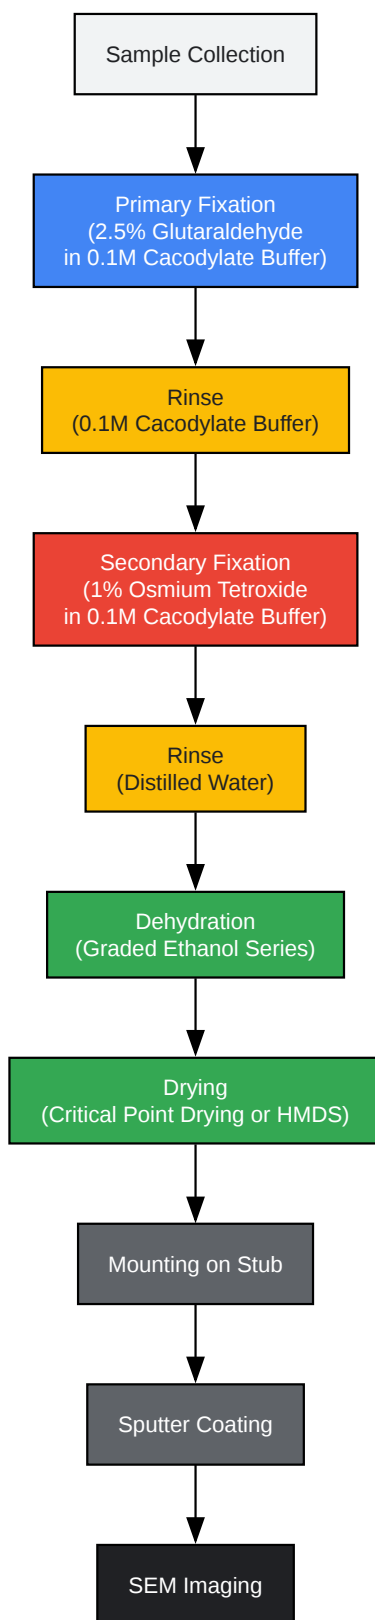 Sample Collection
Primary Fixation
(2.5% Glutaraldehyde
in 0.1M Cacodylate Buffer)
Rinse
(0.1M Cacodylate Buffer)
Secondary Fixation
(1% Osmium Tetroxide
in 0.1M Cacodylate Buffer)
Rinse
(Distilled Water)
Dehydration
(Graded Ethanol Series)
Drying
(Critical Point Drying or HMDS)
Mounting on Stub
Sputter Coating
SEM Imaging